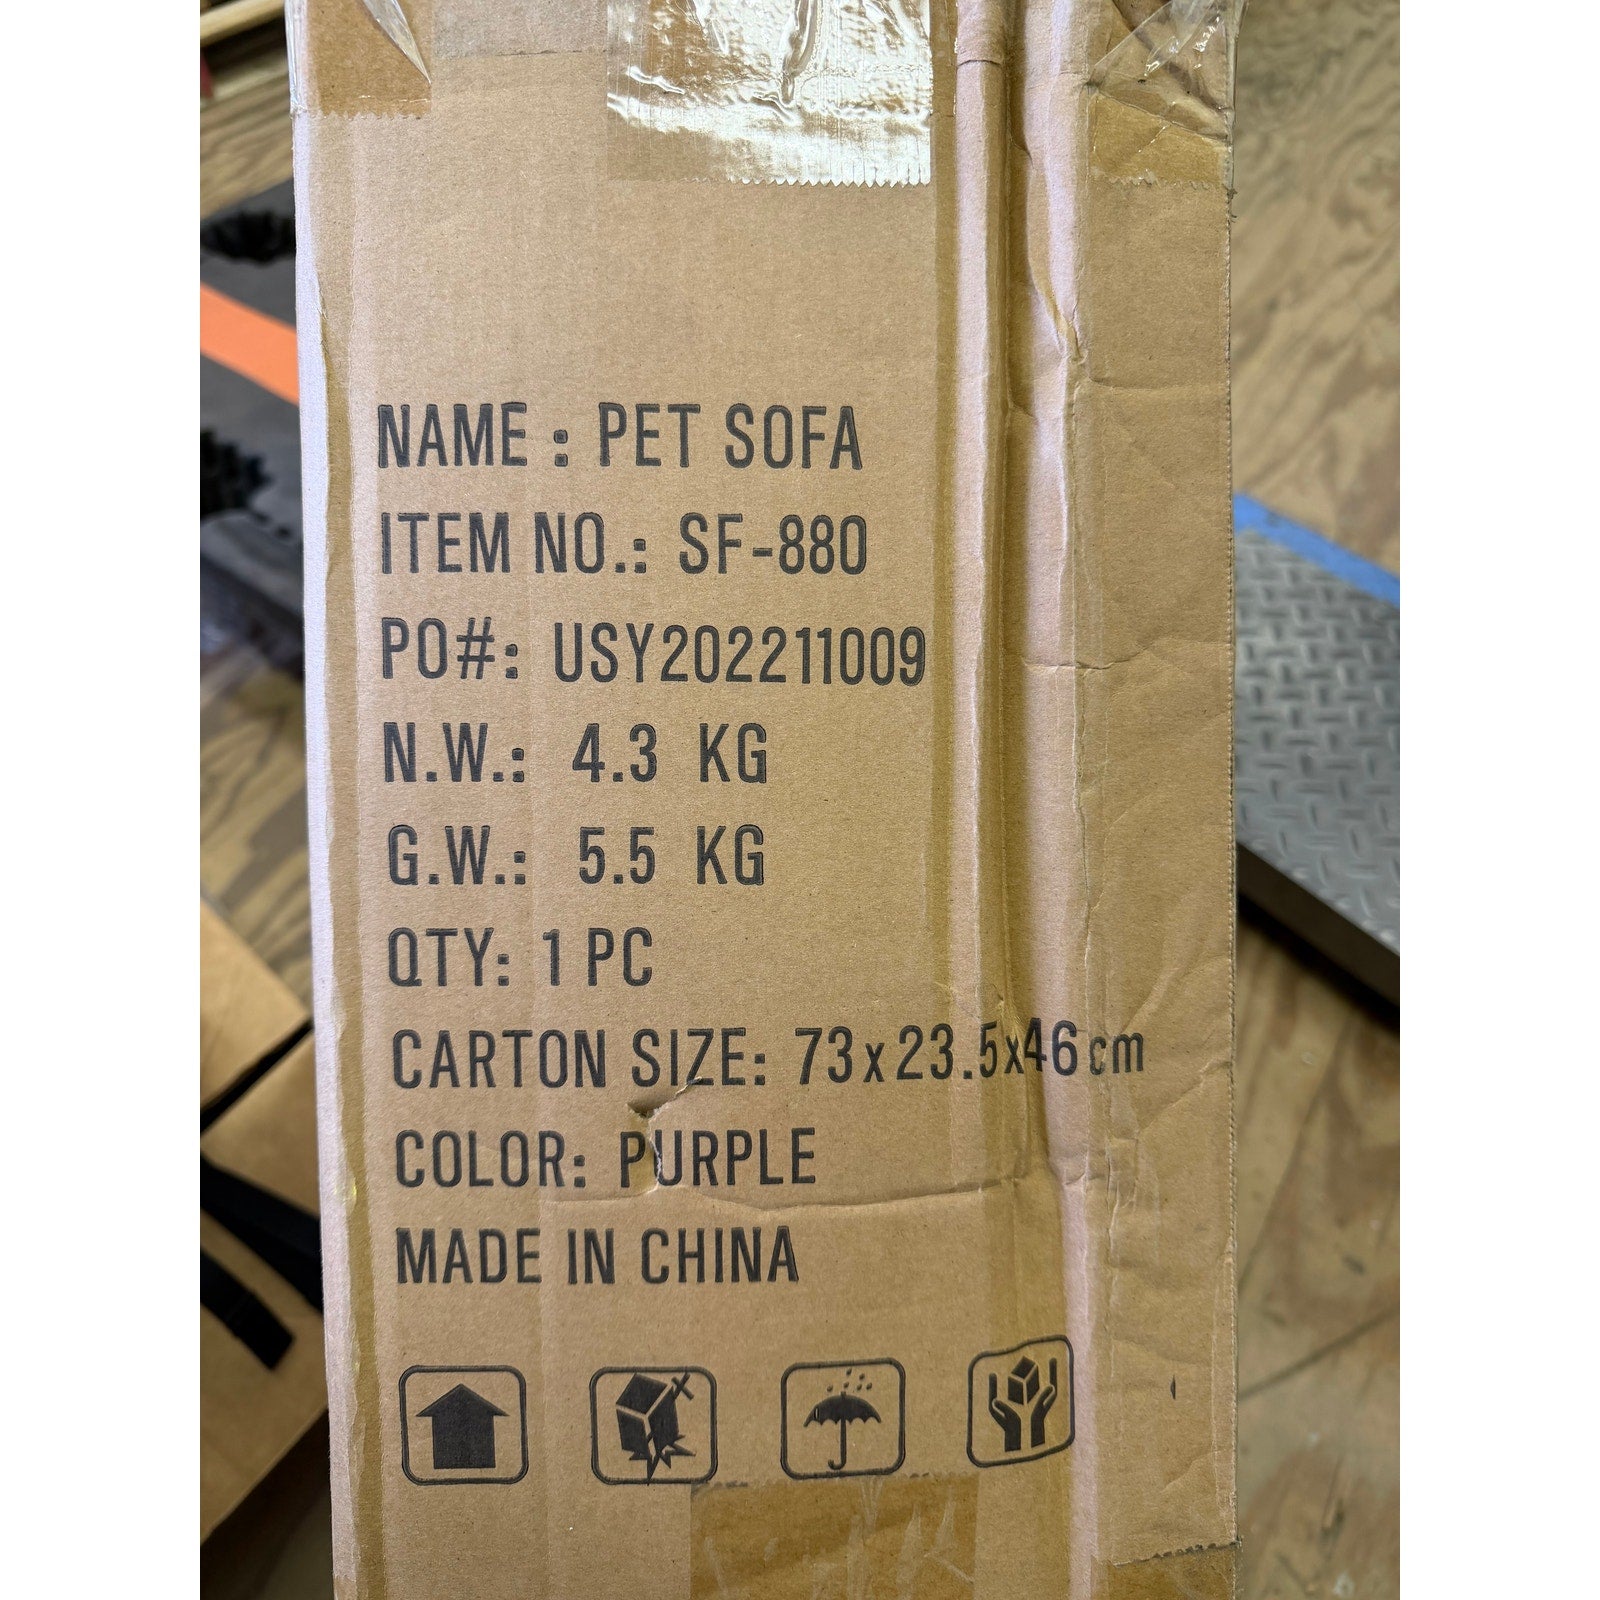 NAME : PET SOFA
ITEM NO.: SF-880
PO#: USY202211009
N.W.: 4.3 KG
G.W.: 5.5 KG
QTY: 1 PC
CARTON SIZE: 73x23.5x46cm
COLOR: PURPLE
MADE IN CHINA